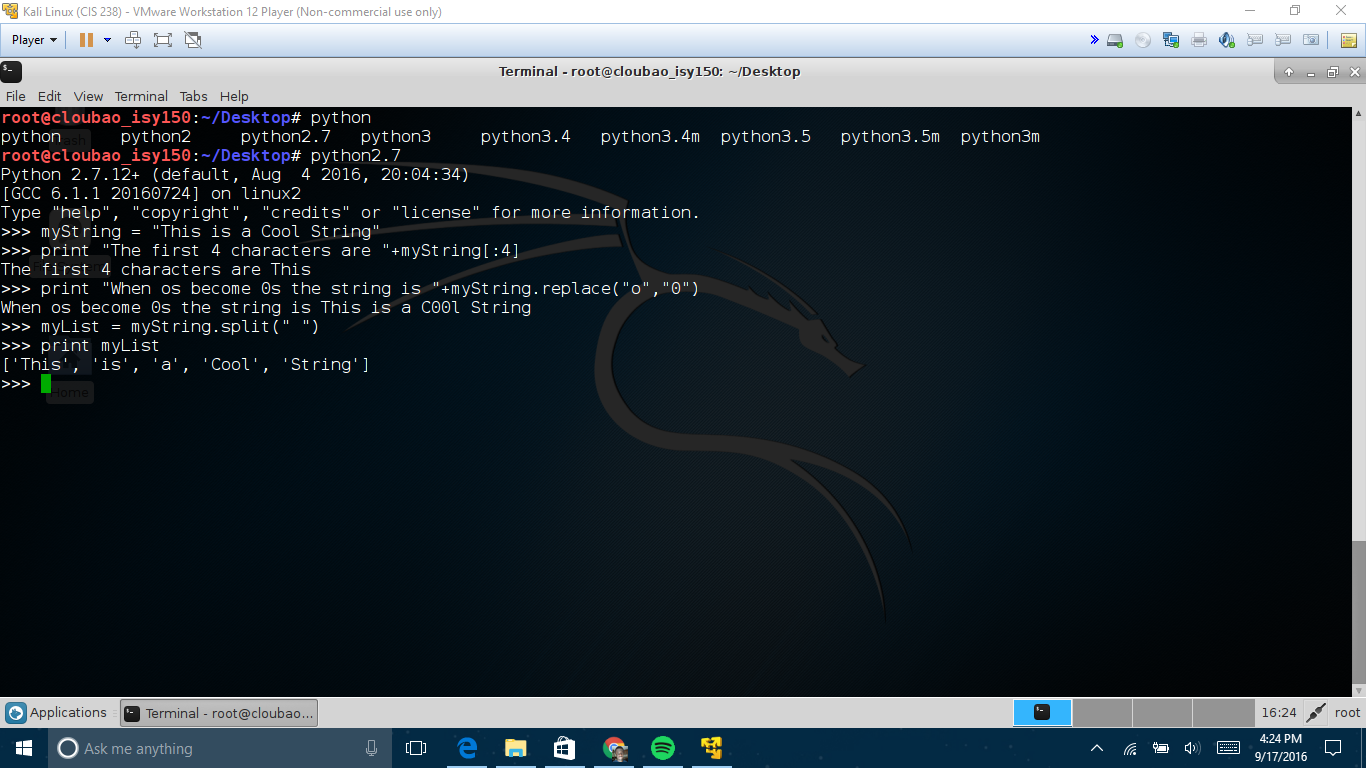 Kali Linux (CIS 238) - VMware Workstation 12 Player (Non-commercial use only)
Player
Terminal - root@cloubao_isy150: ~/Desktop
File Edit View Terminal Tabs Help
root@cloubao_isy150:~/Desktop# python
python python2 python2.7 python3 python3.4 python3.4m python3.5 python3.5m python3m
root@cloubao_isy150:~/Desktop# python2.7
Python 2.7.12+ (default, Aug  4 2016, 20:04:34)
[GCC 6.1.1 20160724] on linux2
Type "help", "copyright", "credits" or "license" for more information.
>>> myString = "This is a Cool String"
>>> print "The first 4 characters are "+myString[:4]
The first 4 characters are This
>>> print "When os become 0s the string is "+myString.replace("o","0")
When os become 0s the string is This is a C00l String
>>> myList = myString.split(" ")
>>> print myList
['This', 'is', 'a', 'Cool', 'String']
>>>
Home
Applications Terminal - root@cloubao... 16:24 root
Ask me anything 4:24 PM
9/17/2016